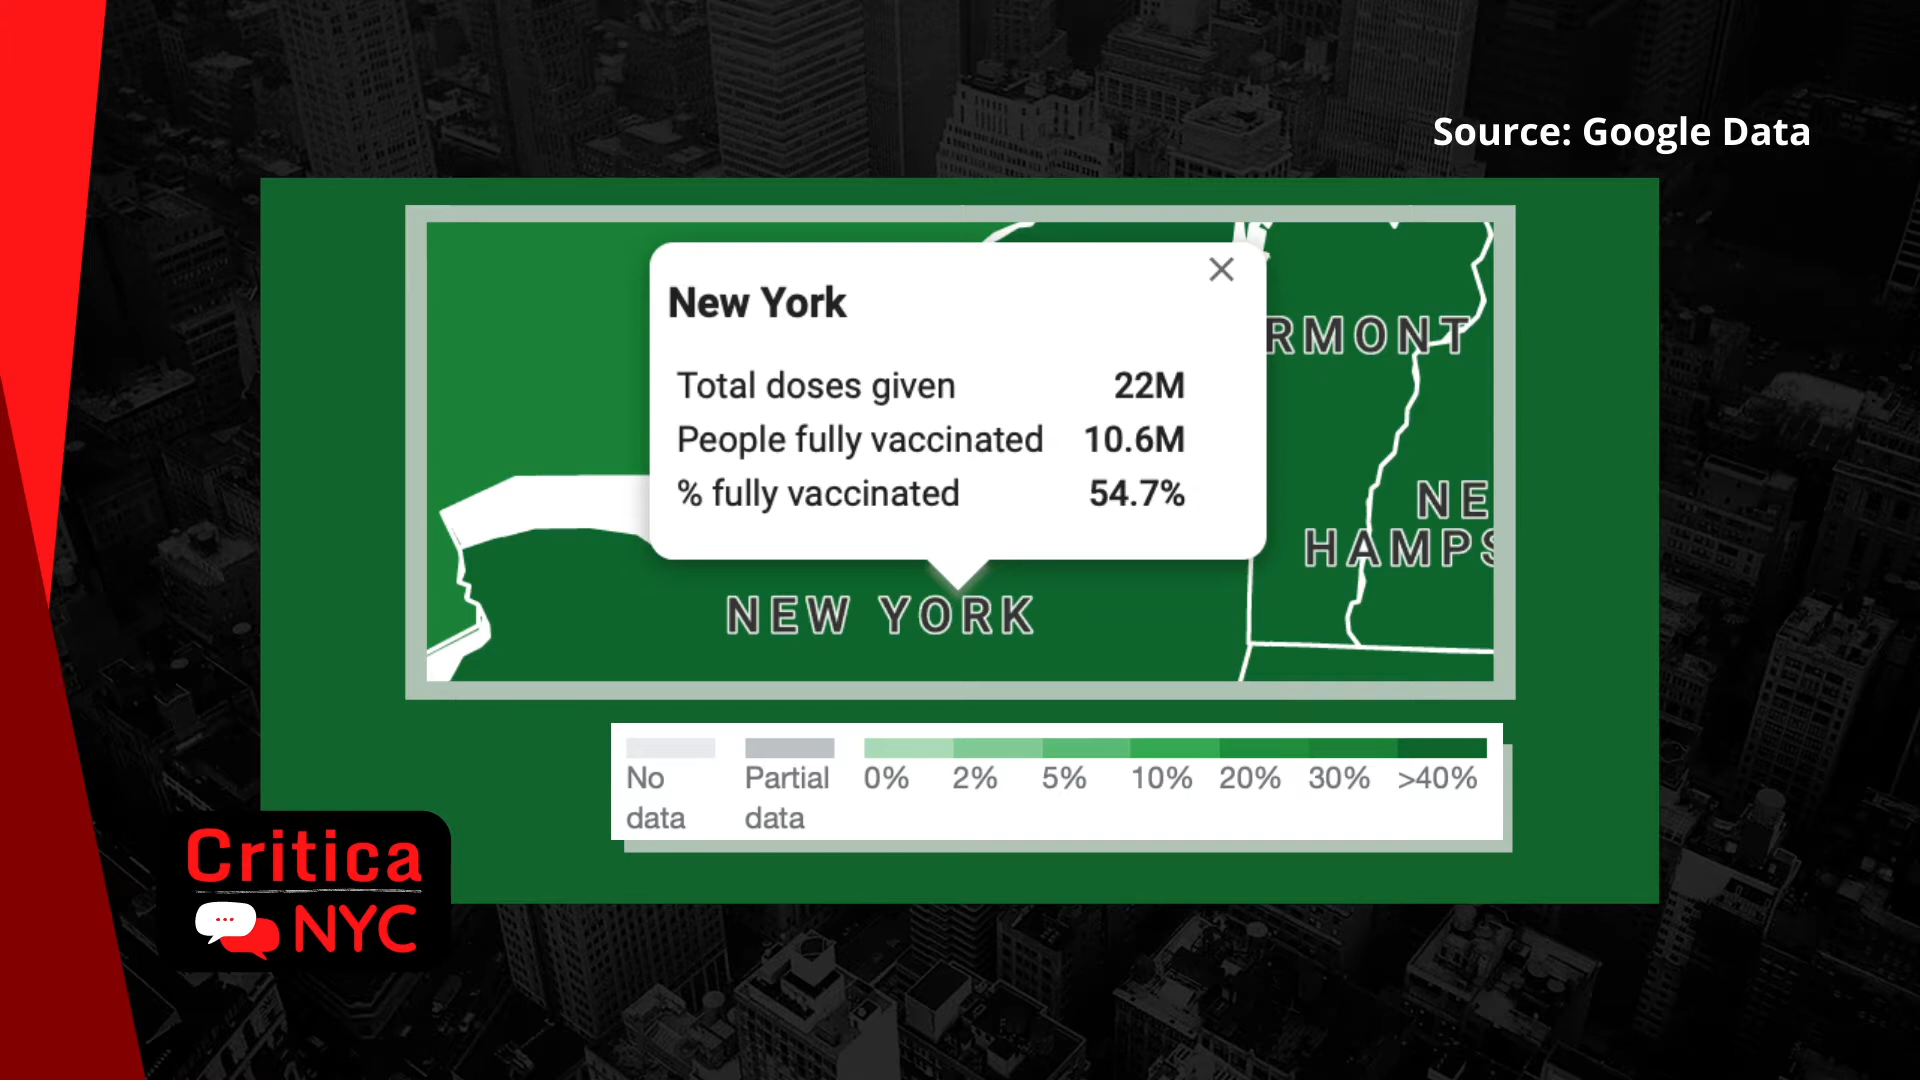 Source: Google Data
New York
Total doses given 22M
People fully vaccinated 10.6M
% fully vaccinated 54.7%
RMONT
NE
HAMPS
NEW YORK
No data
Partial data
0% 2% 5% 10% 20% 30% >40%
Critica
NYC